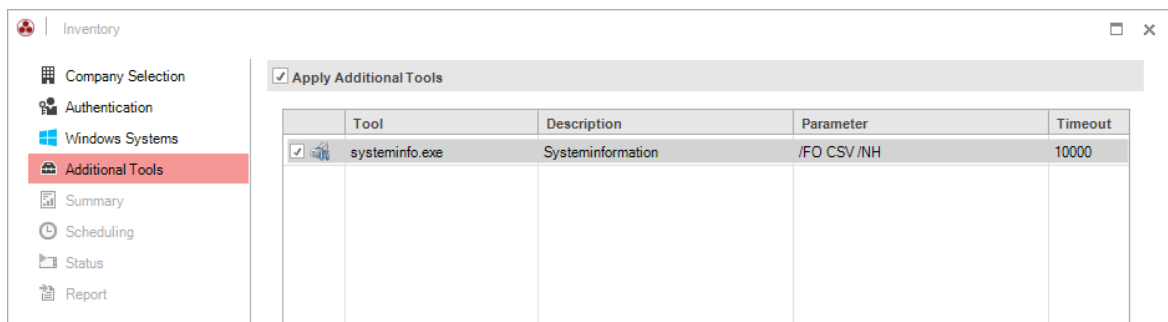 Inventory
Company Selection
Authentication
Windows Systems
Additional Tools
Summary
Scheduling
Status
Report
Apply Additional Tools
Tool Description Parameter Timeout
systeminfo.exe Systeminformation /FO CSV /NH 10000